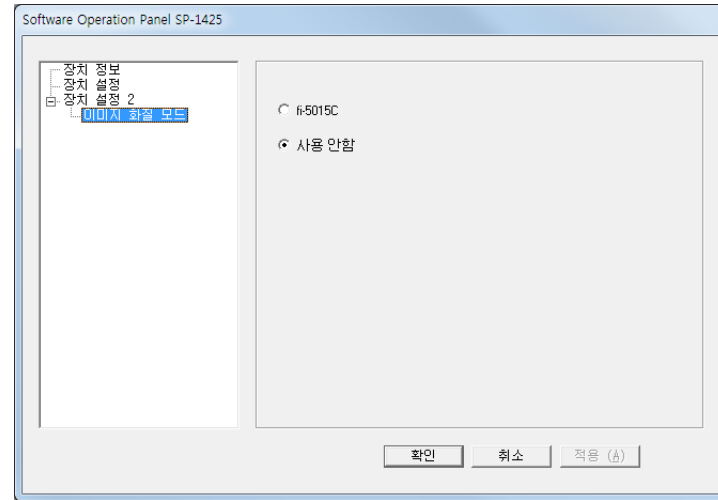 Software Operation Panel SP-1425
장치 정보
장치 설정
장치 설정 2
이미지 화질 모드
fi-5015C
사용 안함
확인
취소
적용 (A)